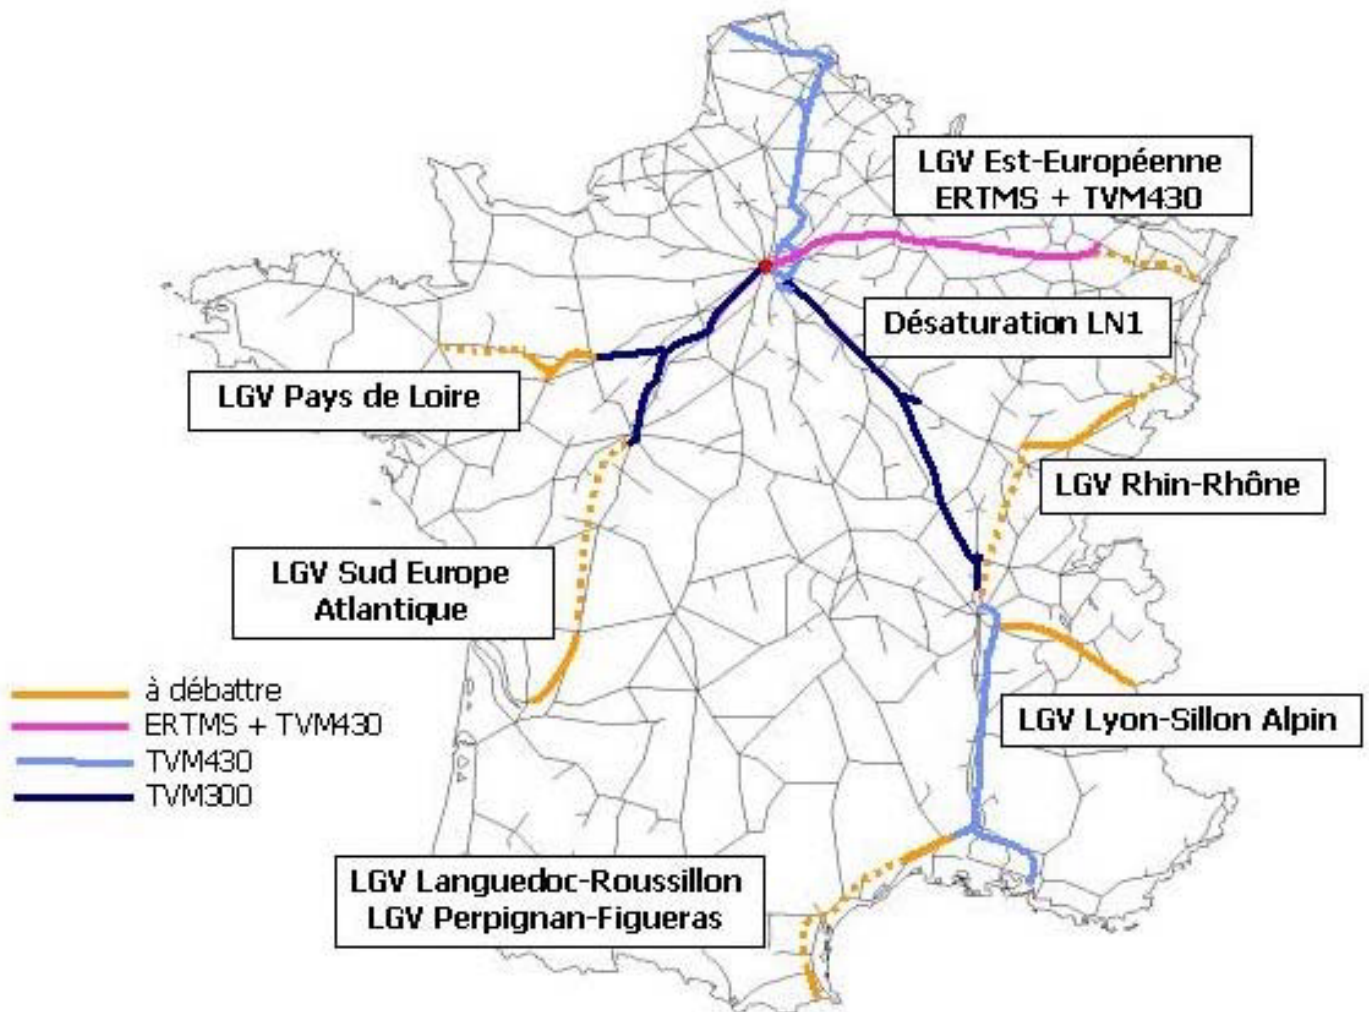 LGV Est-Européenne
ERTMS + TVM430
Désaturation LN1
LGV Pays de Loire
LGV Rhin-Rhône
LGV Sud Europe
Atlantique
à débattre
ERTMS + TVM430
TVM430
TVM300
LGV Lyon-Sillon Alpin
LGV Languedoc-Roussillon
LGV Perpignan-Figueras